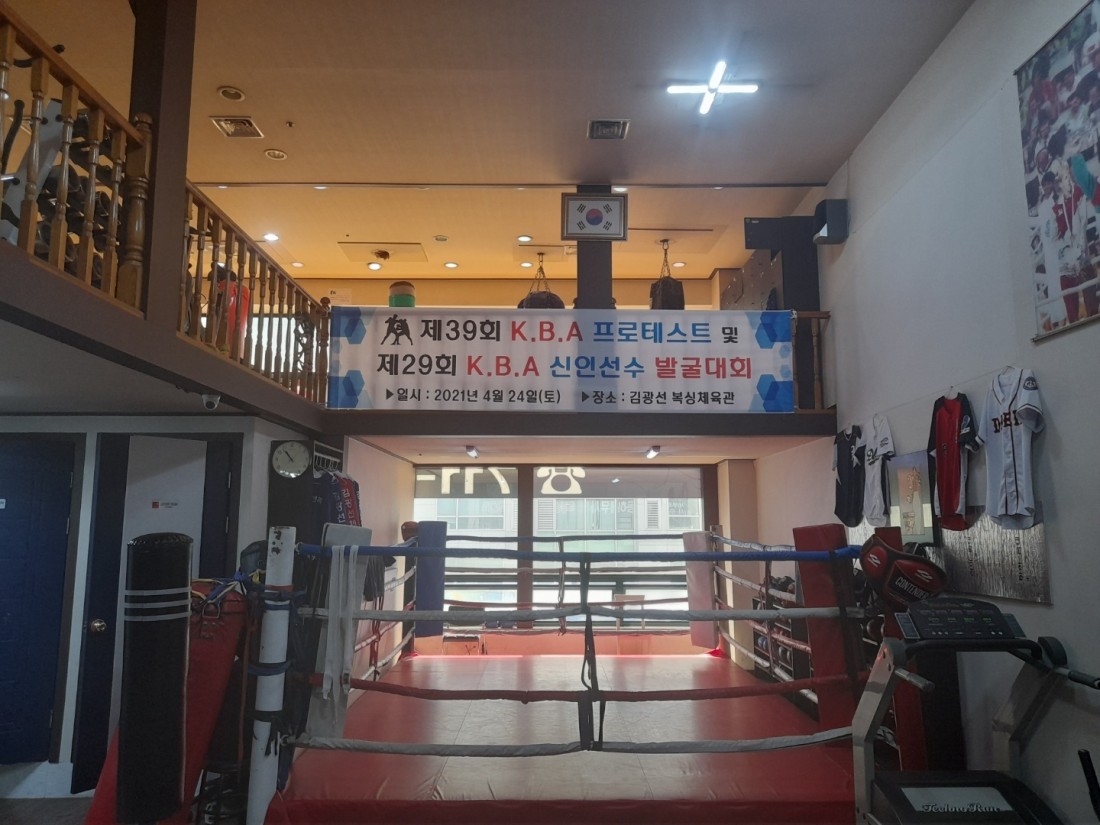 제39회 K.B.A 프로테스트 및
제29회 K.B.A 신인선수 발굴대회
▶일시 : 2021년 4월 24일(토) ▶장소 : 김광선 복싱체육관
711-
CONTENDER